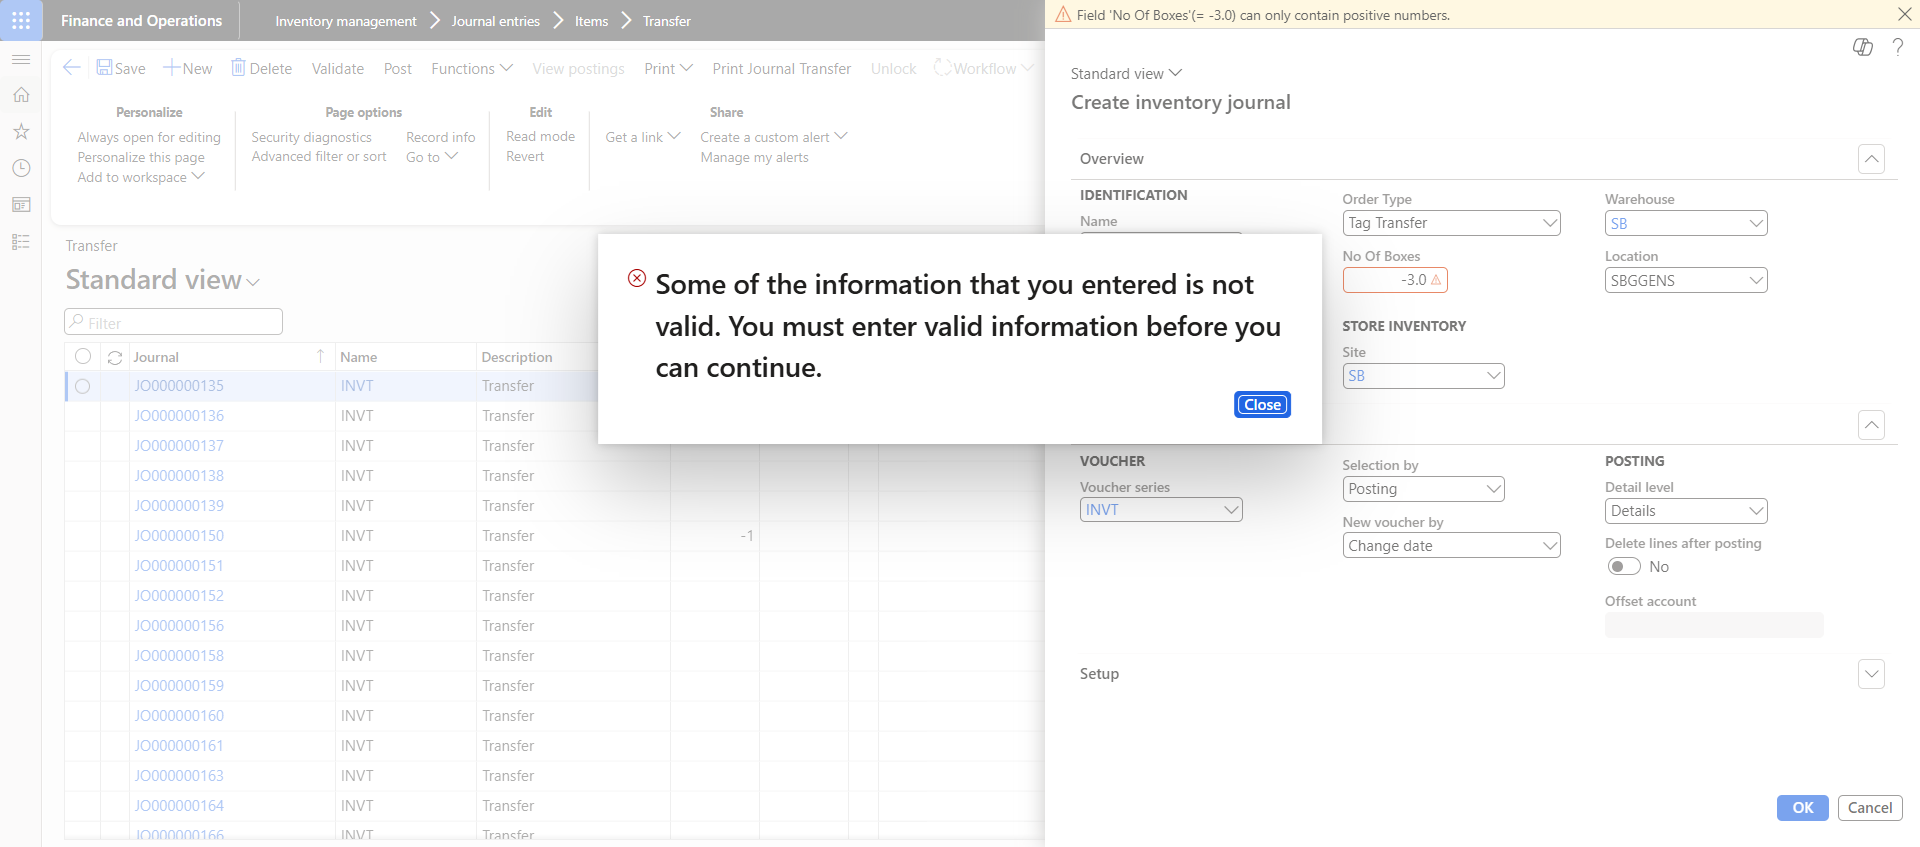 Finance and Operations
Inventory management
Journal entries
Items
Transfer
Field 'No Of Boxes'(= -3.0) can only contain positive numbers.
Save
New
Delete
Validate
Post
Functions
View postings
Print
Print Journal Transfer
Unlock
Workflow
Personalize
Always open for editing
Personalize this page
Add to workspace
Page options
Security diagnostics
Advanced filter or sort
Record info
Go to
Edit
Read mode
Revert
Share
Get a link
Create a custom alert
Manage my alerts
Transfer
Standard view
Filter
Journal Name Description
JO000000135 INVT Transfer
JO000000136 INVT Transfer
JO000000137 INVT Transfer
JO000000138 INVT Transfer
JO000000139 INVT Transfer
JO000000150 INVT Transfer -1
JO000000151 INVT Transfer
JO000000152 INVT Transfer
JO000000156 INVT Transfer
JO000000158 INVT Transfer
JO000000159 INVT Transfer
JO000000160 INVT Transfer
JO000000161 INVT Transfer
JO000000163 INVT Transfer
JO000000164 INVT Transfer
JO000000166 INVT Transfer
Some of the information that you entered is not
valid. You must enter valid information before you
can continue.
Close
?
Standard view
Create inventory journal
Overview
IDENTIFICATION
Name
Order Type
Tag Transfer
No Of Boxes
-3.0
STORE INVENTORY
Site
SB
Warehouse
SB
Location
SBGGENS
VOUCHER
Voucher series
INVT
Selection by
Posting
New voucher by
Change date
POSTING
Detail level
Details
Delete lines after posting
No
Offset account
Setup
OK
Cancel